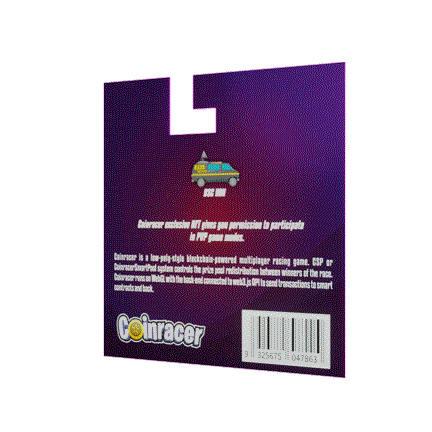 Coinracer exclusive NFT gives you permission to participate
in PVP game modes.
Coinracer is a low-poly-style blockchain-powered multiplayer racing game. CSP or
CoinracerSmartPool system controls the prize pool redistribution between winners of the race.
Coinracer runs on WebGL with the back-end connected to web3.js API to send transactions to smart
contracts and back.
Coinracer
9 325675 047863